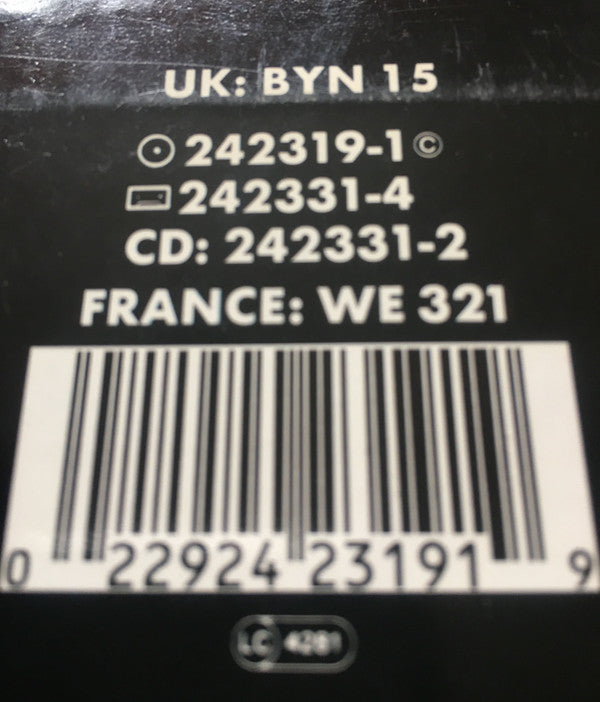 UK: BYN 15
242319-1 ©
242331-4
CD: 242331-2
FRANCE: WE 321
0 22924 23191 9
LC 4281